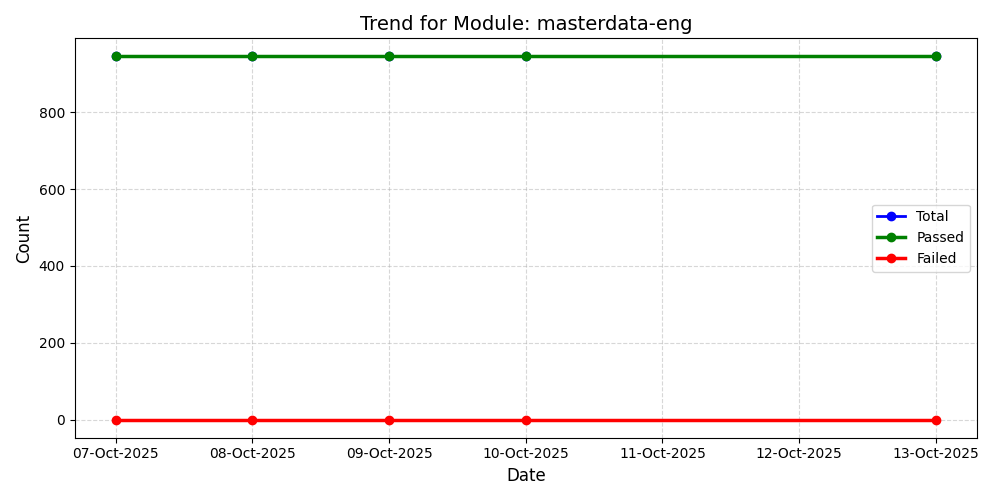 Trend for Module: masterdata-eng
Count
800
600
400
200
0
Total
Passed
Failed
07-Oct-2025
08-Oct-2025
09-Oct-2025
10-Oct-2025
11-Oct-2025
12-Oct-2025
13-Oct-2025
Date